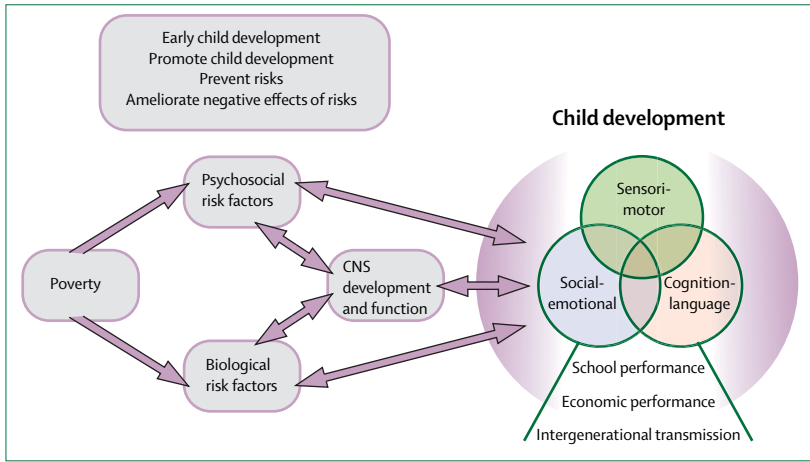 Early child development
Promote child development
Prevent risks
Ameliorate negative effects of risks
Child development
Psychosocial
risk factors
Sensori-
motor
Poverty
CNS
development
and function
Social-
emotional
Cognition-
language
Biological
risk factors
School performance
Economic performance
Intergenerational transmission